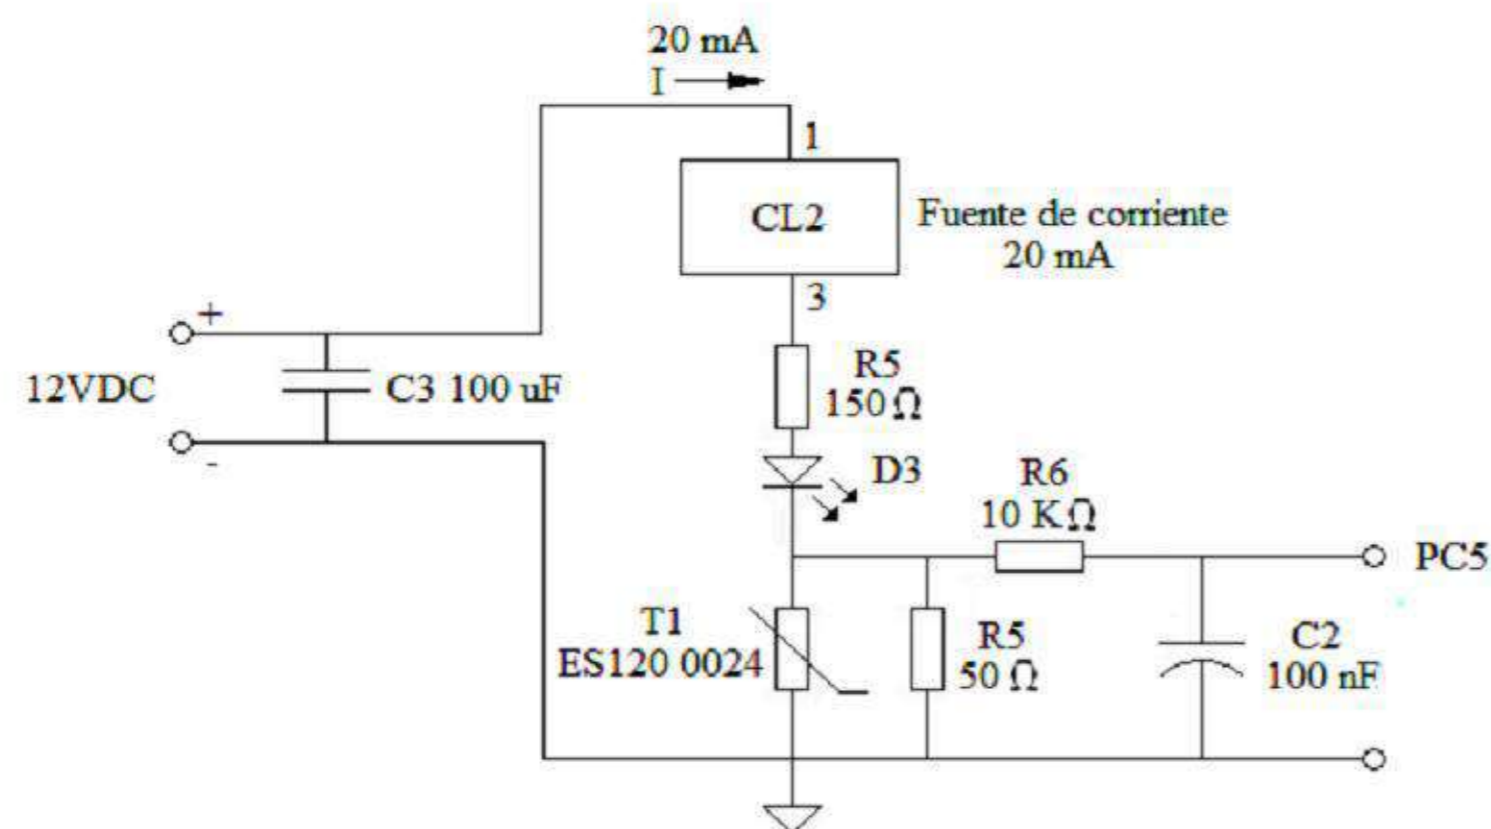 20 mA
I
1
CL2
Fuente de corriente
20 mA
3
+
12VDC
-
C3 100 uF
R5
150 Ω
D3
R6
10 K Ω
PC5
T1
ES120 0024
R5
50 Ω
C2
100 nF